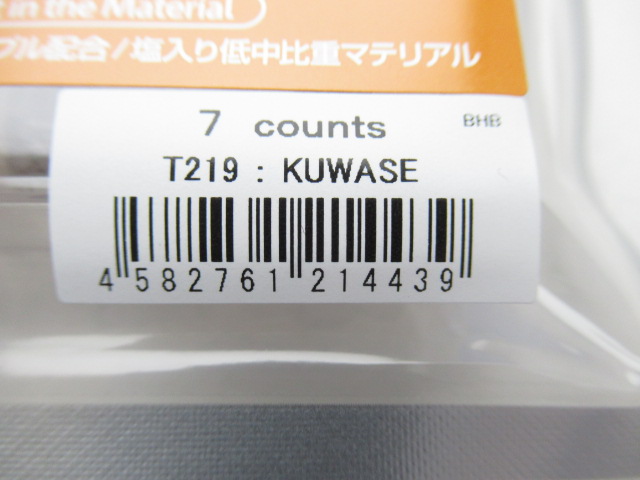 in the Material
プル配合/塩入り低中比重マテリアル
7 counts
BHB
T219 : KUWASE
4 582761 214439